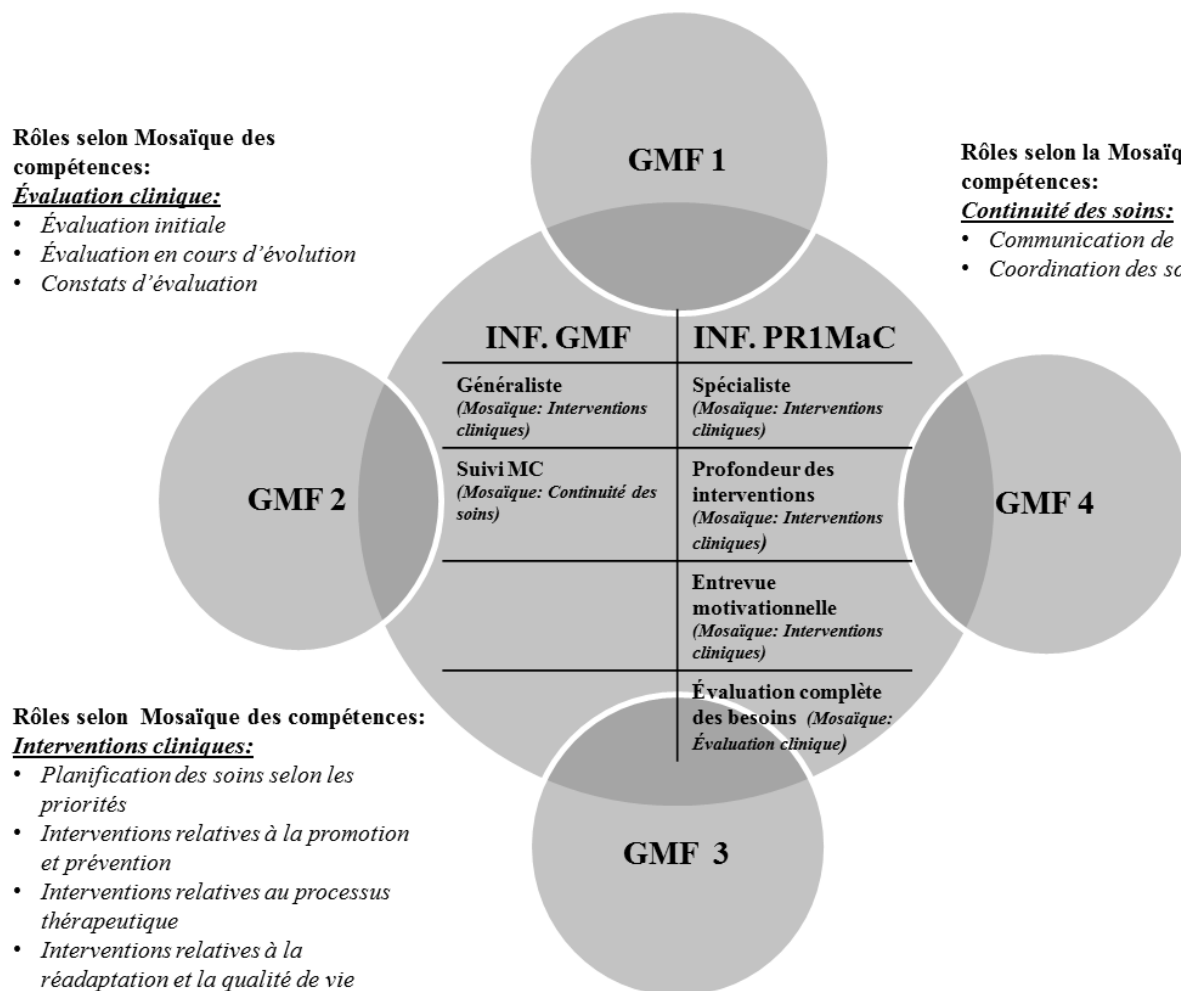 GMF 1
Rôles selon Mosaïque des
compétences:
Évaluation clinique:
• Évaluation initiale
• Évaluation en cours d’évolution
• Constats d’évaluation
Rôles selon la
compétences:
Continuité des soins:
• Communication de
• Coordination des
INF. GMF
INF. PR1MaC
Généraliste
(Mosaïque: Interventions
cliniques)
Spécialiste
(Mosaïque: Interventions
cliniques)
Suivi MC
(Mosaïque: Continuité des
soins)
Profondeur des
interventions
(Mosaïque: Interventions
cliniques)
Entrevue
motivationnelle
(Mosaïque: Interventions
cliniques)
Évaluation complète
des besoins (Mosaïque:
Évaluation clinique)
GMF 2
GMF 4
GMF 3
Rôles selon Mosaïque des compétences:
Interventions cliniques:
• Planification des soins selon les
priorités
• Interventions relatives à la promotion
et prévention
• Interventions relatives au processus
thérapeutique
• Interventions relatives à la
réadaptation et la qualité de vie